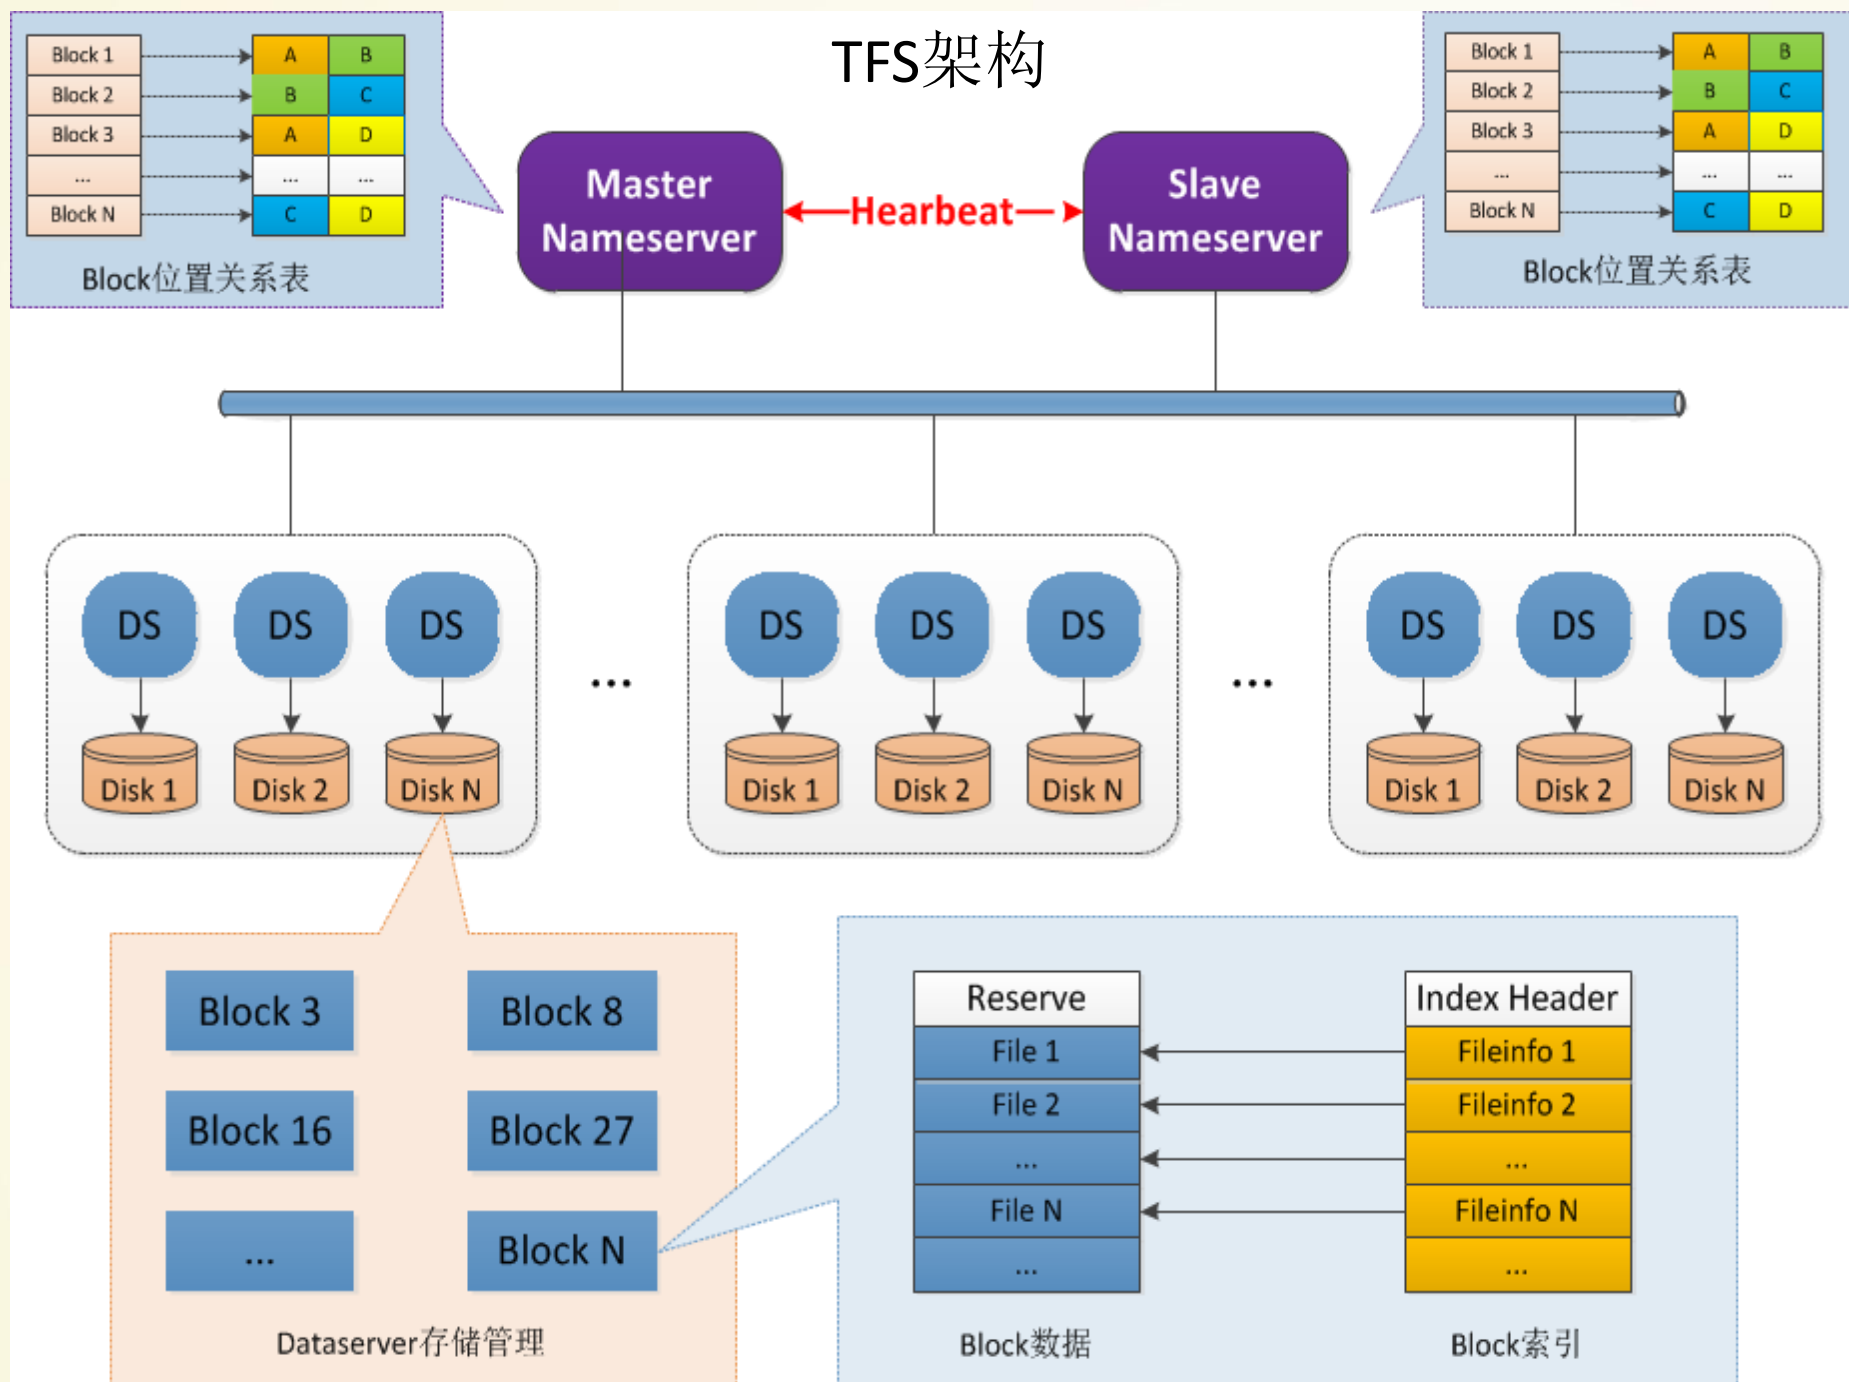 TFS架构
Block 1 A B
Block 2 B C
Block 3 A D
... ... ...
Block N C D
Block位置关系表
Master
Nameserver
Hearbeat
Slave
Nameserver
Block 1 A B
Block 2 B C
Block 3 A D
... ... ...
Block N C D
Block位置关系表
DS DS DS
Disk 1 Disk 2 Disk N
...
DS DS DS
Disk 1 Disk 2 Disk N
...
DS DS DS
Disk 1 Disk 2 Disk N
Block 3 Block 8
Block 16 Block 27
... Block N
Dataserver存储管理
Reserve Index Header
File 1 Fileinfo 1
File 2 Fileinfo 2
... ...
File N Fileinfo N
... ...
Block数据 Block索引